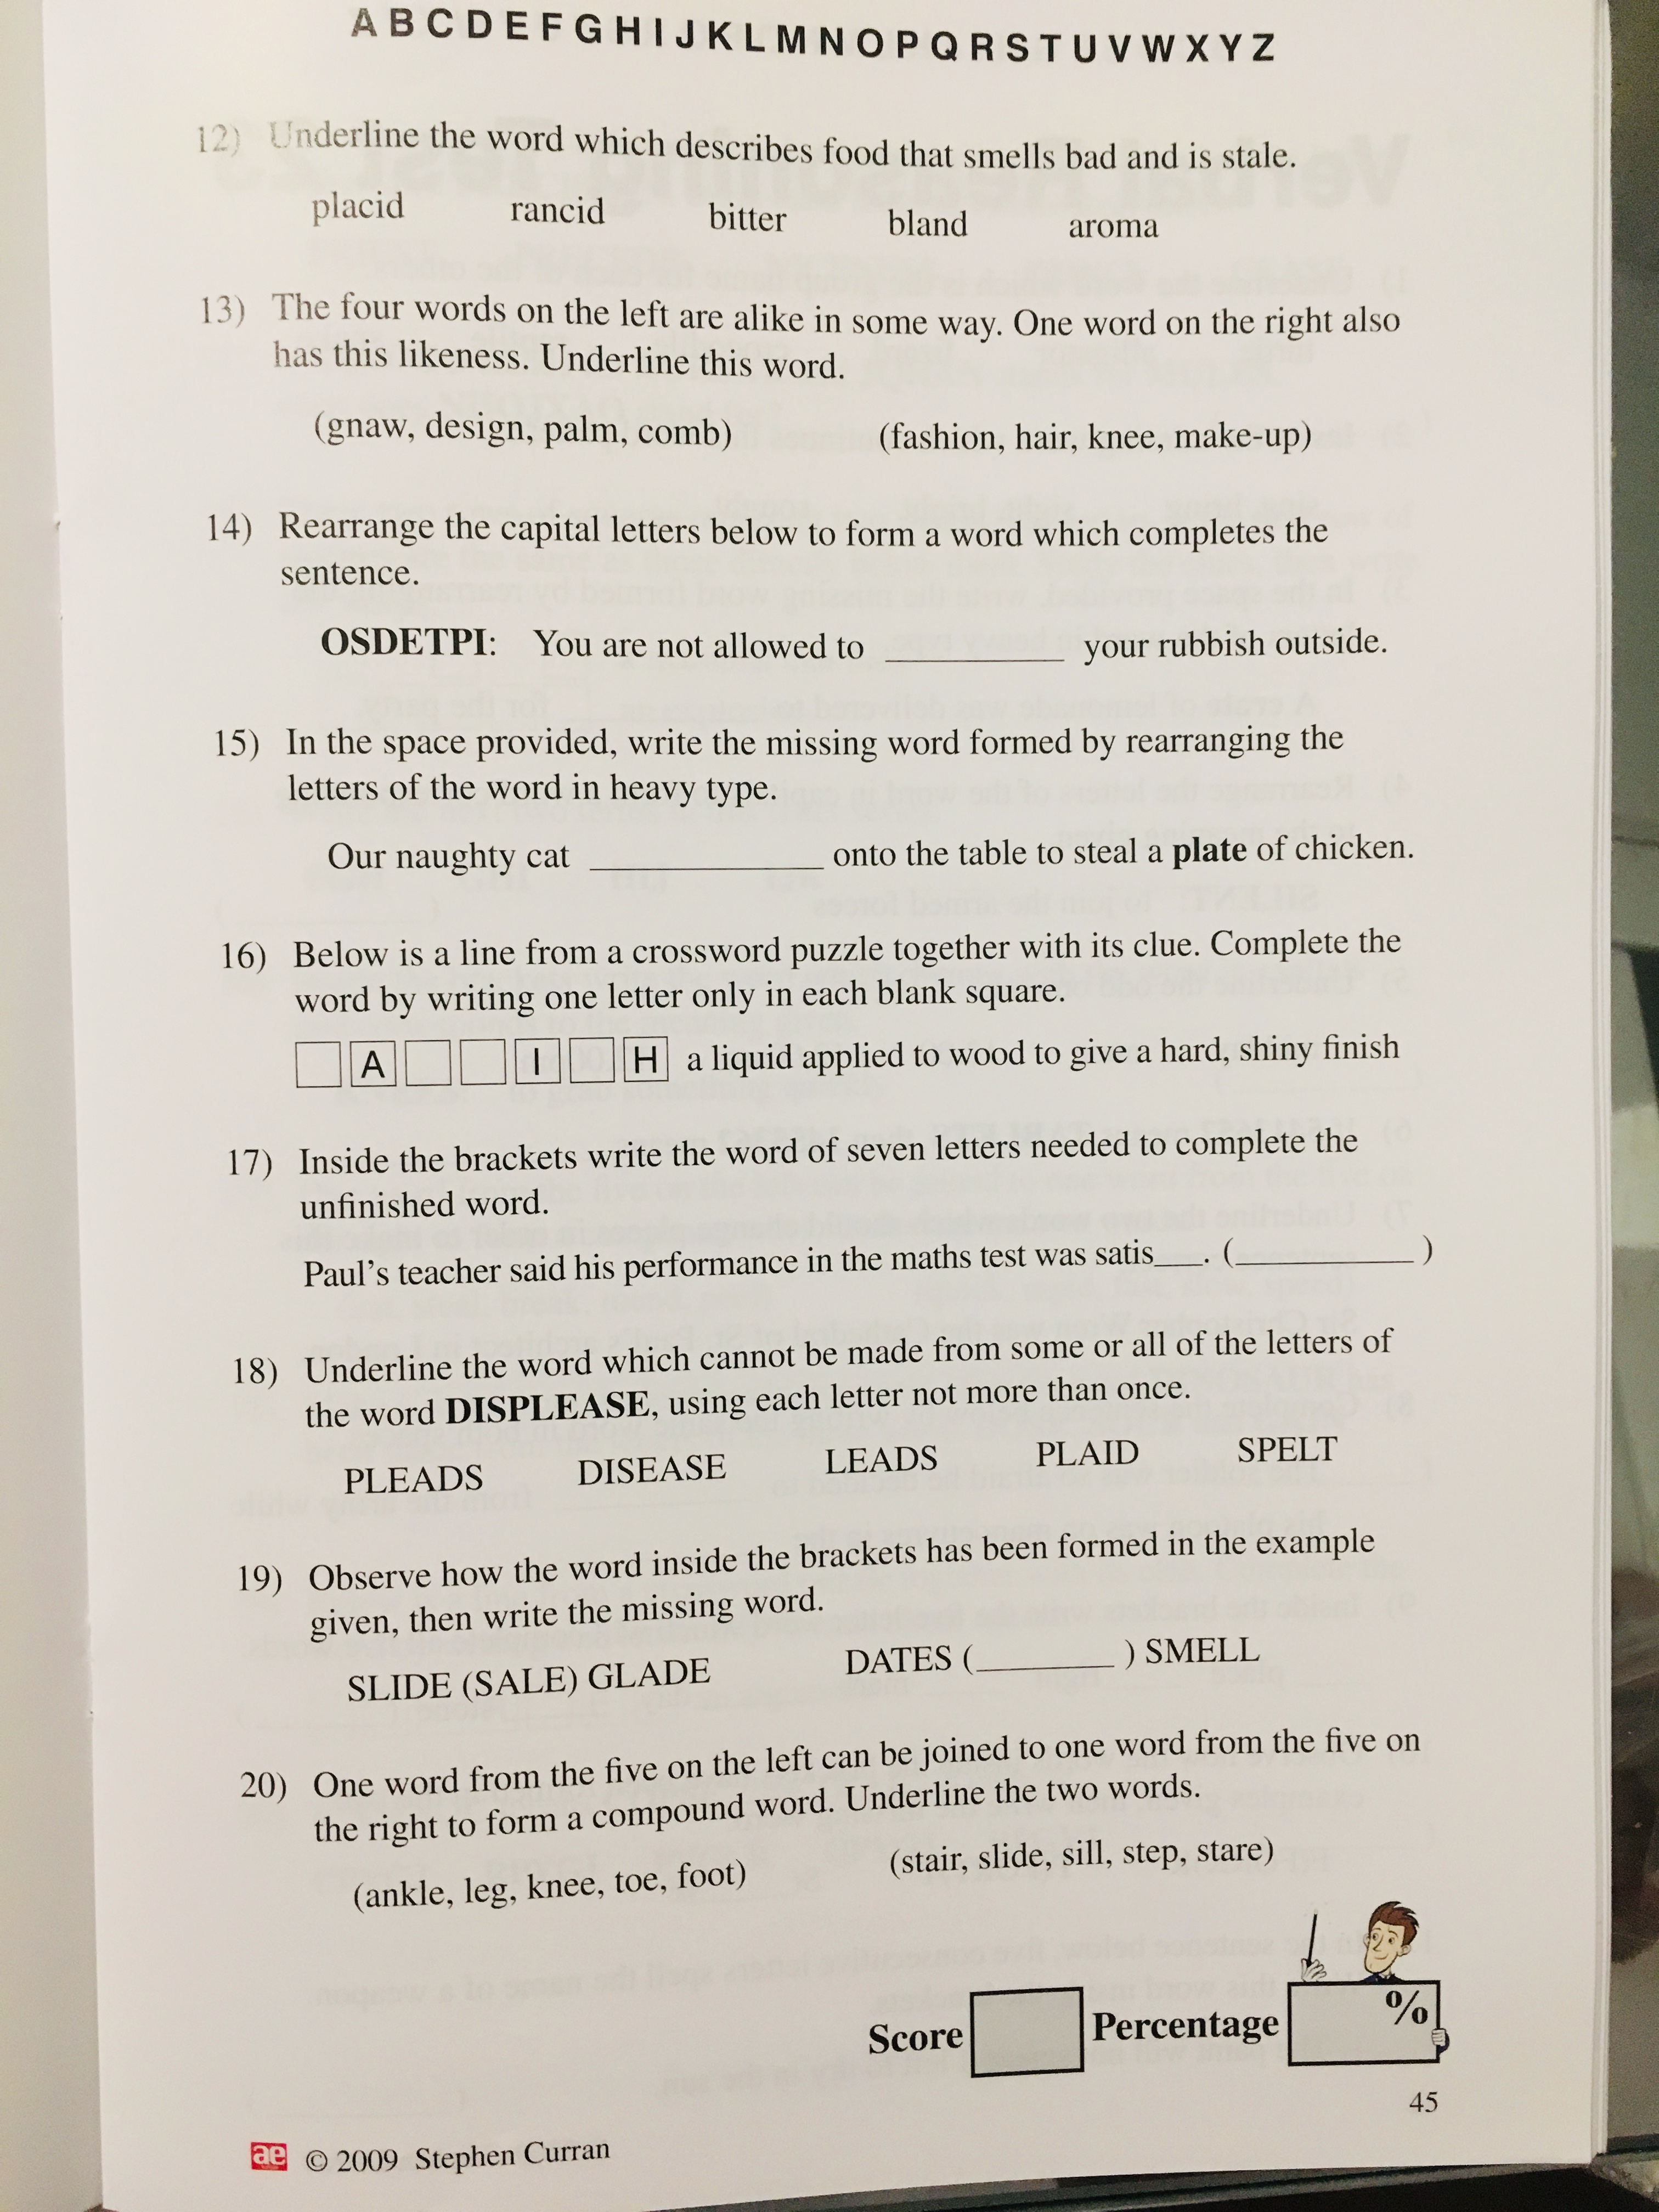 A B C D E F G H I J K L M N O P Q R S T U V W X Y Z
12) Underline the word which describes food that smells bad and is stale.
placid rancid bitter bland aroma
13) The four words on the left are alike in some way. One word on the right also
has this likeness. Underline this word.
(gnaw, design, palm, comb) (fashion, hair, knee, make-up)
14) Rearrange the capital letters below to form a word which completes the
sentence.
OSDETPI: You are not allowed to __________ your rubbish outside.
15) In the space provided, write the missing word formed by rearranging the
letters of the word in heavy type.
Our naughty cat __________ onto the table to steal a plate of chicken.
16) Below is a line from a crossword puzzle together with its clue. Complete the
word by writing one letter only in each blank square.
A I H a liquid applied to wood to give a hard, shiny finish
17) Inside the brackets write the word of seven letters needed to complete the
unfinished word.
Paul's teacher said his performance in the maths test was satis___. (__________)
18) Underline the word which cannot be made from some or all of the letters of
the word DISPLEASE, using each letter not more than once.
PLEADS DISEASE LEADS PLAID SPELT
19) Observe how the word inside the brackets has been formed in the example
given, then write the missing word.
SLIDE (SALE) GLADE DATES (________) SMELL
20) One word from the five on the left can be joined to one word from the five on
the right to form a compound word. Underline the two words.
(ankle, leg, knee, toe, foot) (stair, slide, sill, step, stare)
Score Percentage %
45
ae © 2009 Stephen Curran